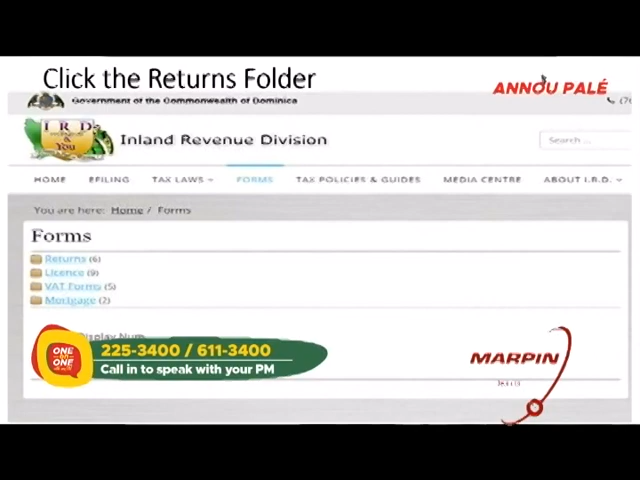 Click the Returns Folder
ANNOU PALÉ
Government of the Commonwealth of Dominica
I R D
& You
Inland Revenue Division
Search ...
HOME EFILING TAX LAWS FORMS TAX POLICIES & GUIDES MEDIA CENTRE ABOUT I.R.D.
You are here: Home / Forms
Forms
Returns (6)
Licence (9)
VAT Forms (5)
Mortgage (2)
Display Num
ONE ON ONE
225-3400 / 611-3400
Call in to speak with your PM
MARPIN